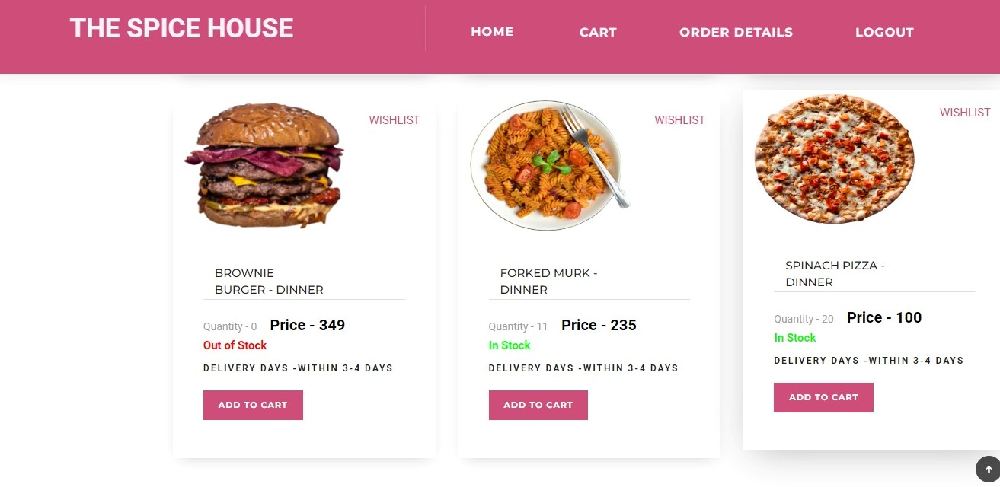 THE SPICE HOUSE
HOME CART ORDER DETAILS LOGOUT
WISHLIST
BROWNIE
BURGER - DINNER
Quantity - 0 Price - 349
Out of Stock
DELIVERY DAYS -WITHIN 3-4 DAYS
ADD TO CART
WISHLIST
FORKED MURK -
DINNER
Quantity - 11 Price - 235
In Stock
DELIVERY DAYS -WITHIN 3-4 DAYS
ADD TO CART
WISHLIST
SPINACH PIZZA -
DINNER
Quantity - 20 Price - 100
In Stock
DELIVERY DAYS -WITHIN 3-4 DAYS
ADD TO CART